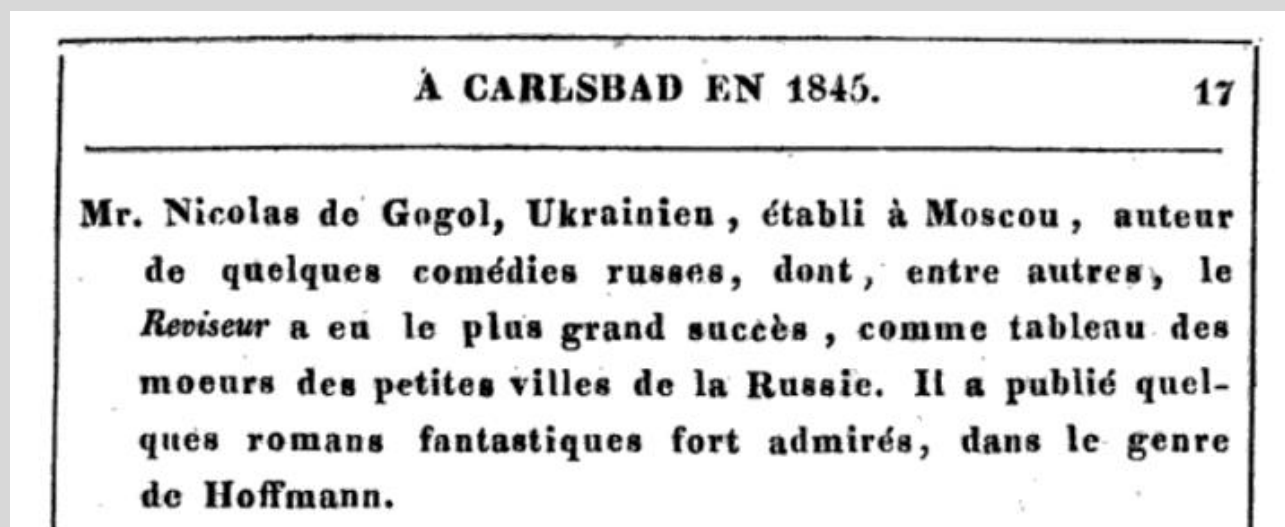 À CARLSBAD EN 1845. 17
Mr. Nicolas de Gogol, Ukrainien, établi à Moscou, auteur
de quelques comédies russes, dont, entre autres, le
Reviseur a eu le plus grand succès, comme tableau des
moeurs des petites villes de la Russie. Il a publié quel-
ques romans fantastiques fort admirés, dans le genre
de Hoffmann.